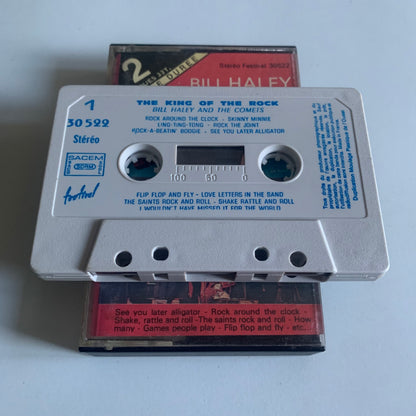 2
DURÉE
Stéréo Festival 30522
BILL HALEY
1
30 522
Stéréo
SACEM
festival
THE KING OF THE ROCK
BILL HALEY AND THE COMETS
ROCK AROUND THE CLOCK - SKINNY MINNIE
LING-TING-TONG - ROCK THE JOINT
ROCK-A-BEATIN' BOOGIE - SEE YOU LATER ALLIGATOR
100 50 0
FLIP FLOP AND FLY - LOVE LETTERS IN THE SAND
THE SAINTS ROCK AND ROLL - SHAKE RATTLE AND ROLL
I WOULDN'T HAVE MISSED IT FOR THE WORLD
See you later alligator - Rock around the clock -
Shake, rattle and roll -The saints rock and roll - How
many - Games people play - Flip flop and fly - etc..